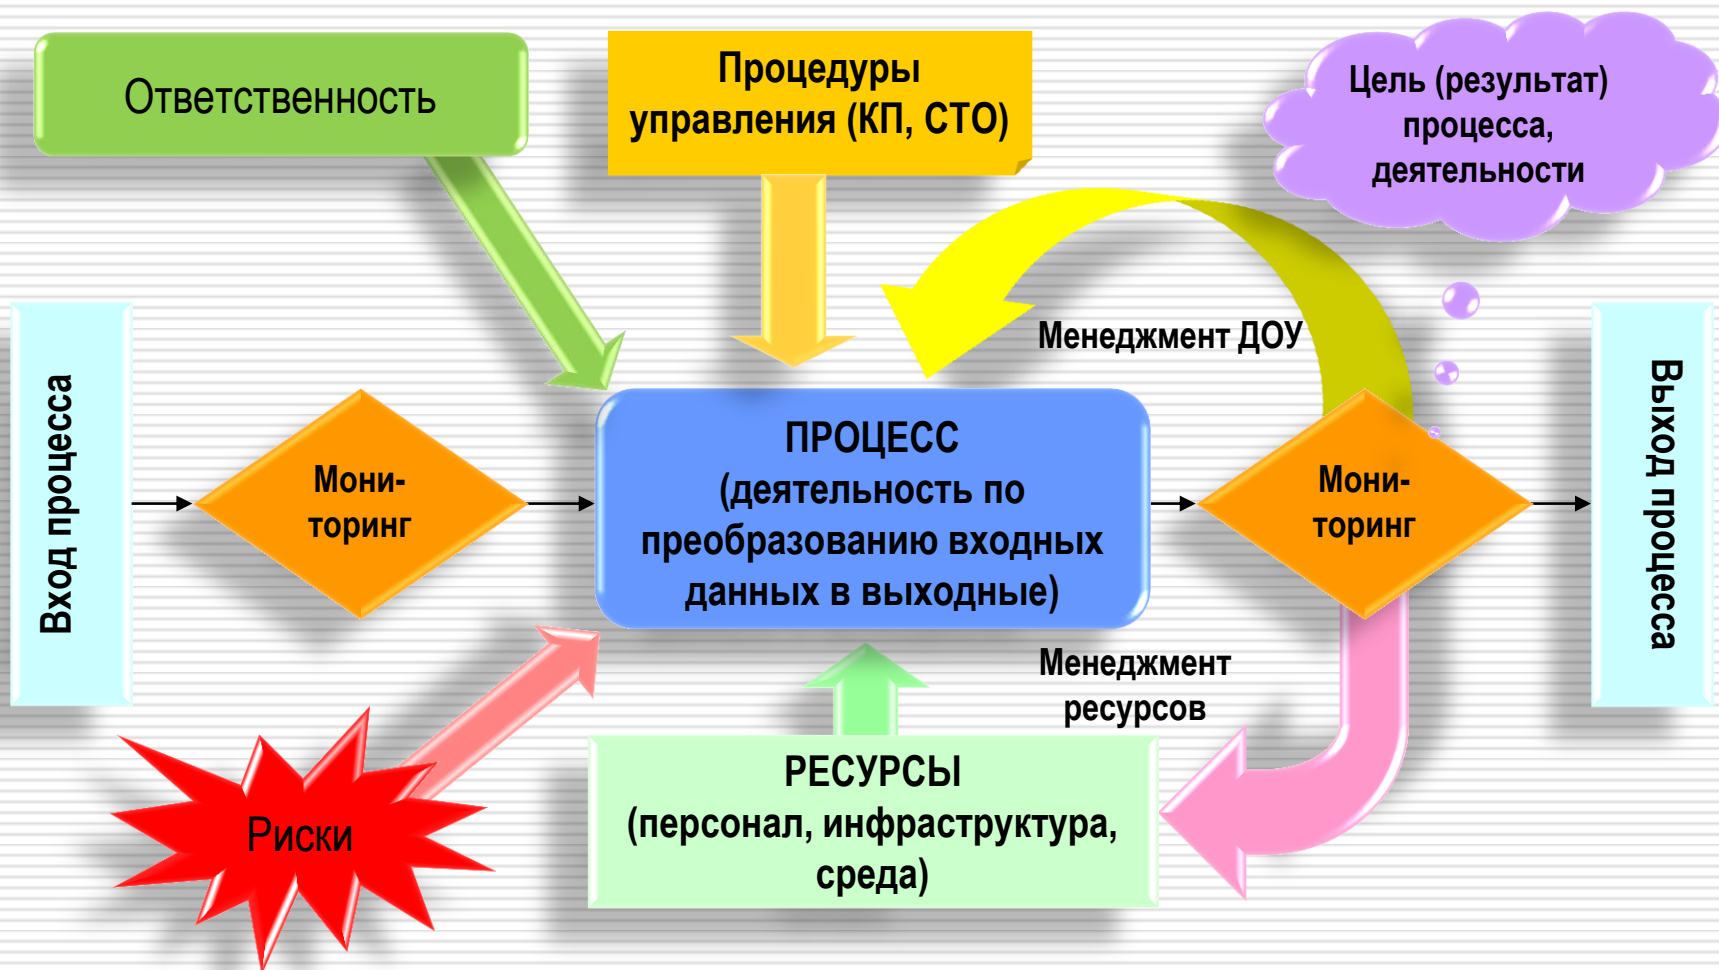 Ответственность
Процедуры
управления (КП, СТО)
Цель (результат)
процесса,
деятельности
Менеджмент ДОУ
Вход процесса
Мони-
торинг
ПРОЦЕСС
(деятельность по
преобразованию входных
данных в выходные)
Мони-
торинг
Выход процесса
Менеджмент
ресурсов
Риски
РЕСУРСЫ
(персонал, инфраструктура,
среда)